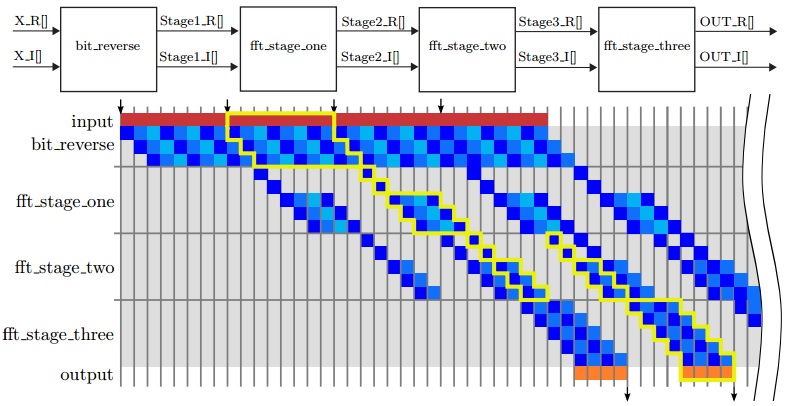 X_R[] Stage1_R[] Stage2_R[] Stage3_R[] OUT_R[]
bit_reverse fft_stage_one fft_stage_two fft_stage_three
X_I[] Stage1_I[] Stage2_I[] Stage3_I[] OUT_I[]
input
bit_reverse
fft_stage_one
fft_stage_two
fft_stage_three
output